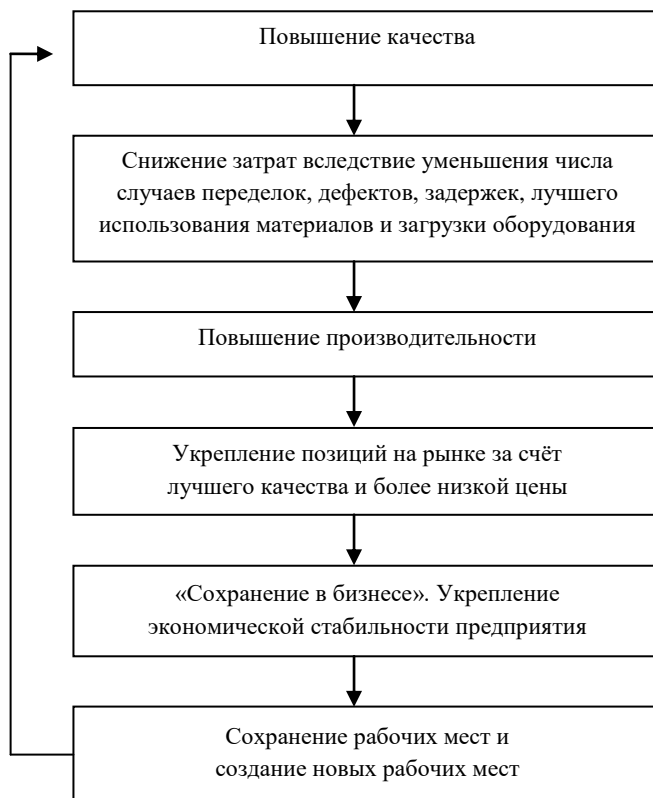 Повышение качества
Снижение затрат вследствие уменьшения числа
случаев переделок, дефектов, задержек, лучшего
использования материалов и загрузки оборудования
Повышение производительности
Укрепление позиций на рынке за счёт
лучшего качества и более низкой цены
«Сохранение в бизнесе». Укрепление
экономической стабильности предприятия
Сохранение рабочих мест и
создание новых рабочих мест